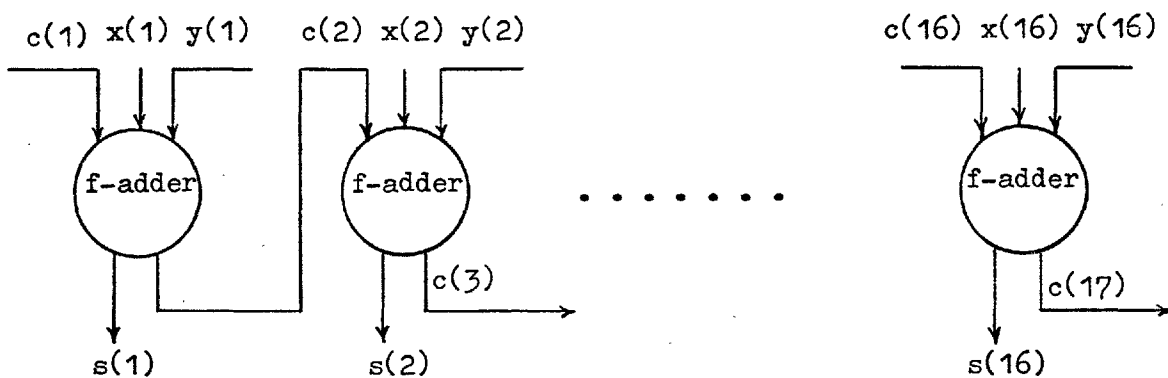 c(1) x(1) y(1) c(2) x(2) y(2) c(16) x(16) y(16)
f-adder f-adder f-adder
c(3) c(17)
s(1) s(2) s(16)